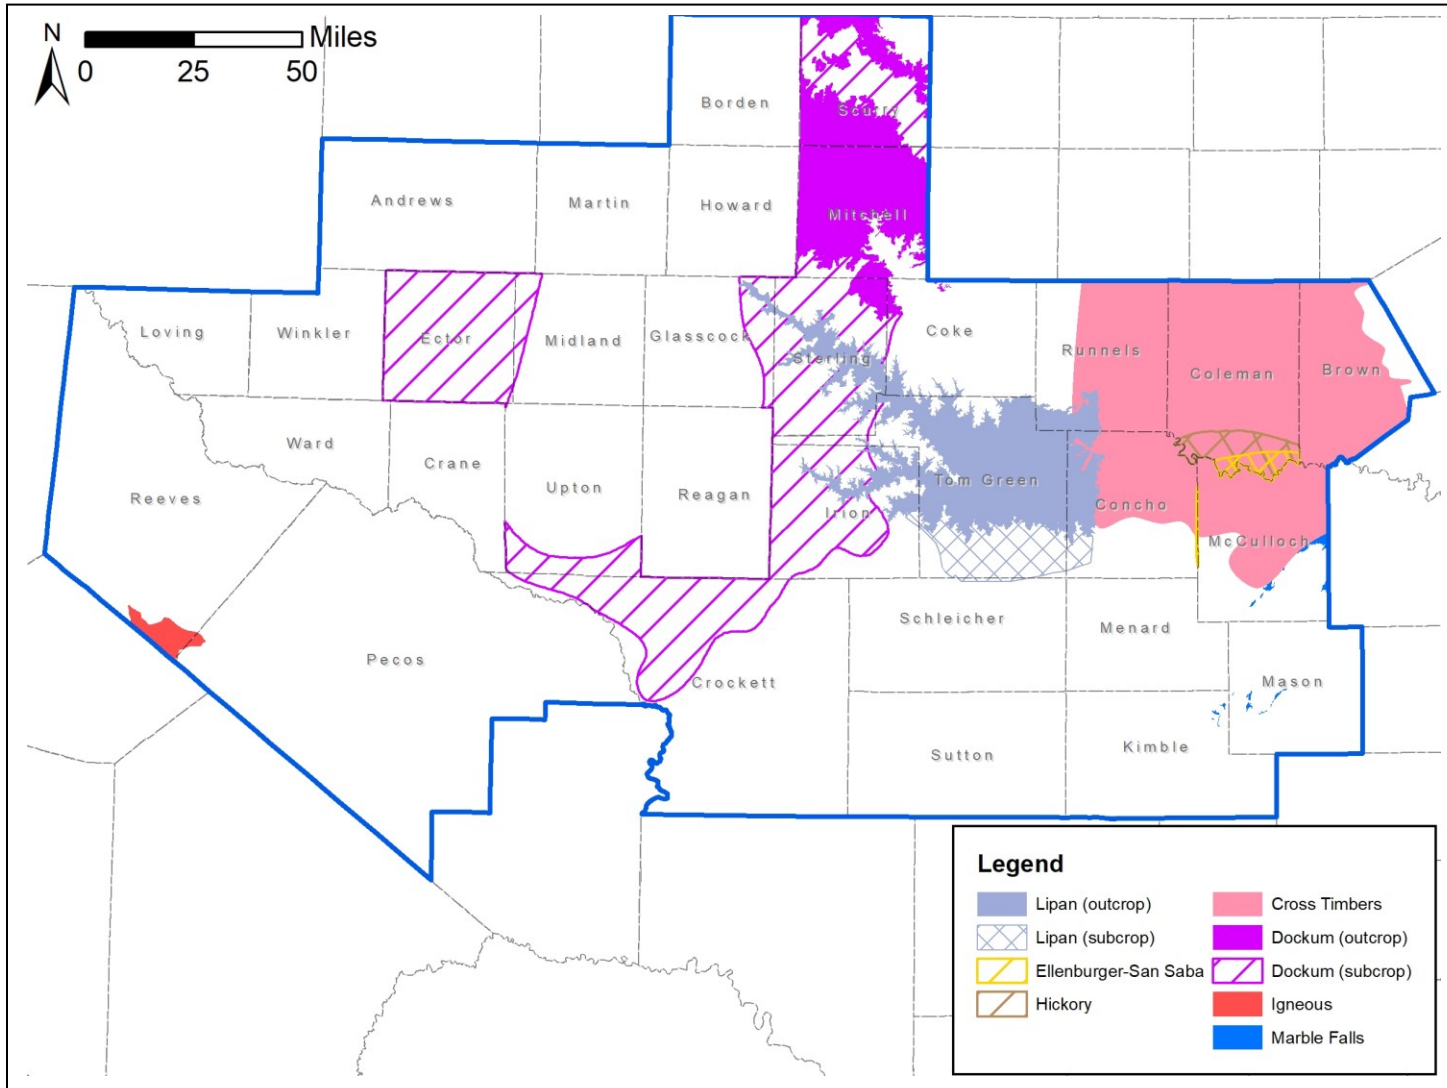 N
Miles
0 25 50
Borden
Scurry
Andrews
Martin
Howard
Mitchell
Loving
Winkler
Ector
Midland
Glasscock
Sterling
Coke
Runnels
Coleman
Brown
Ward
Crane
Upton
Reagan
Irion
Tom Green
Concho
McCulloch
Reeves
Pecos
Crockett
Schleicher
Menard
Mason
Sutton
Kimble
Legend
Lipan (outcrop)
Lipan (subcrop)
Ellenburger-San Saba
Hickory
Cross Timbers
Dockum (outcrop)
Dockum (subcrop)
Igneous
Marble Falls